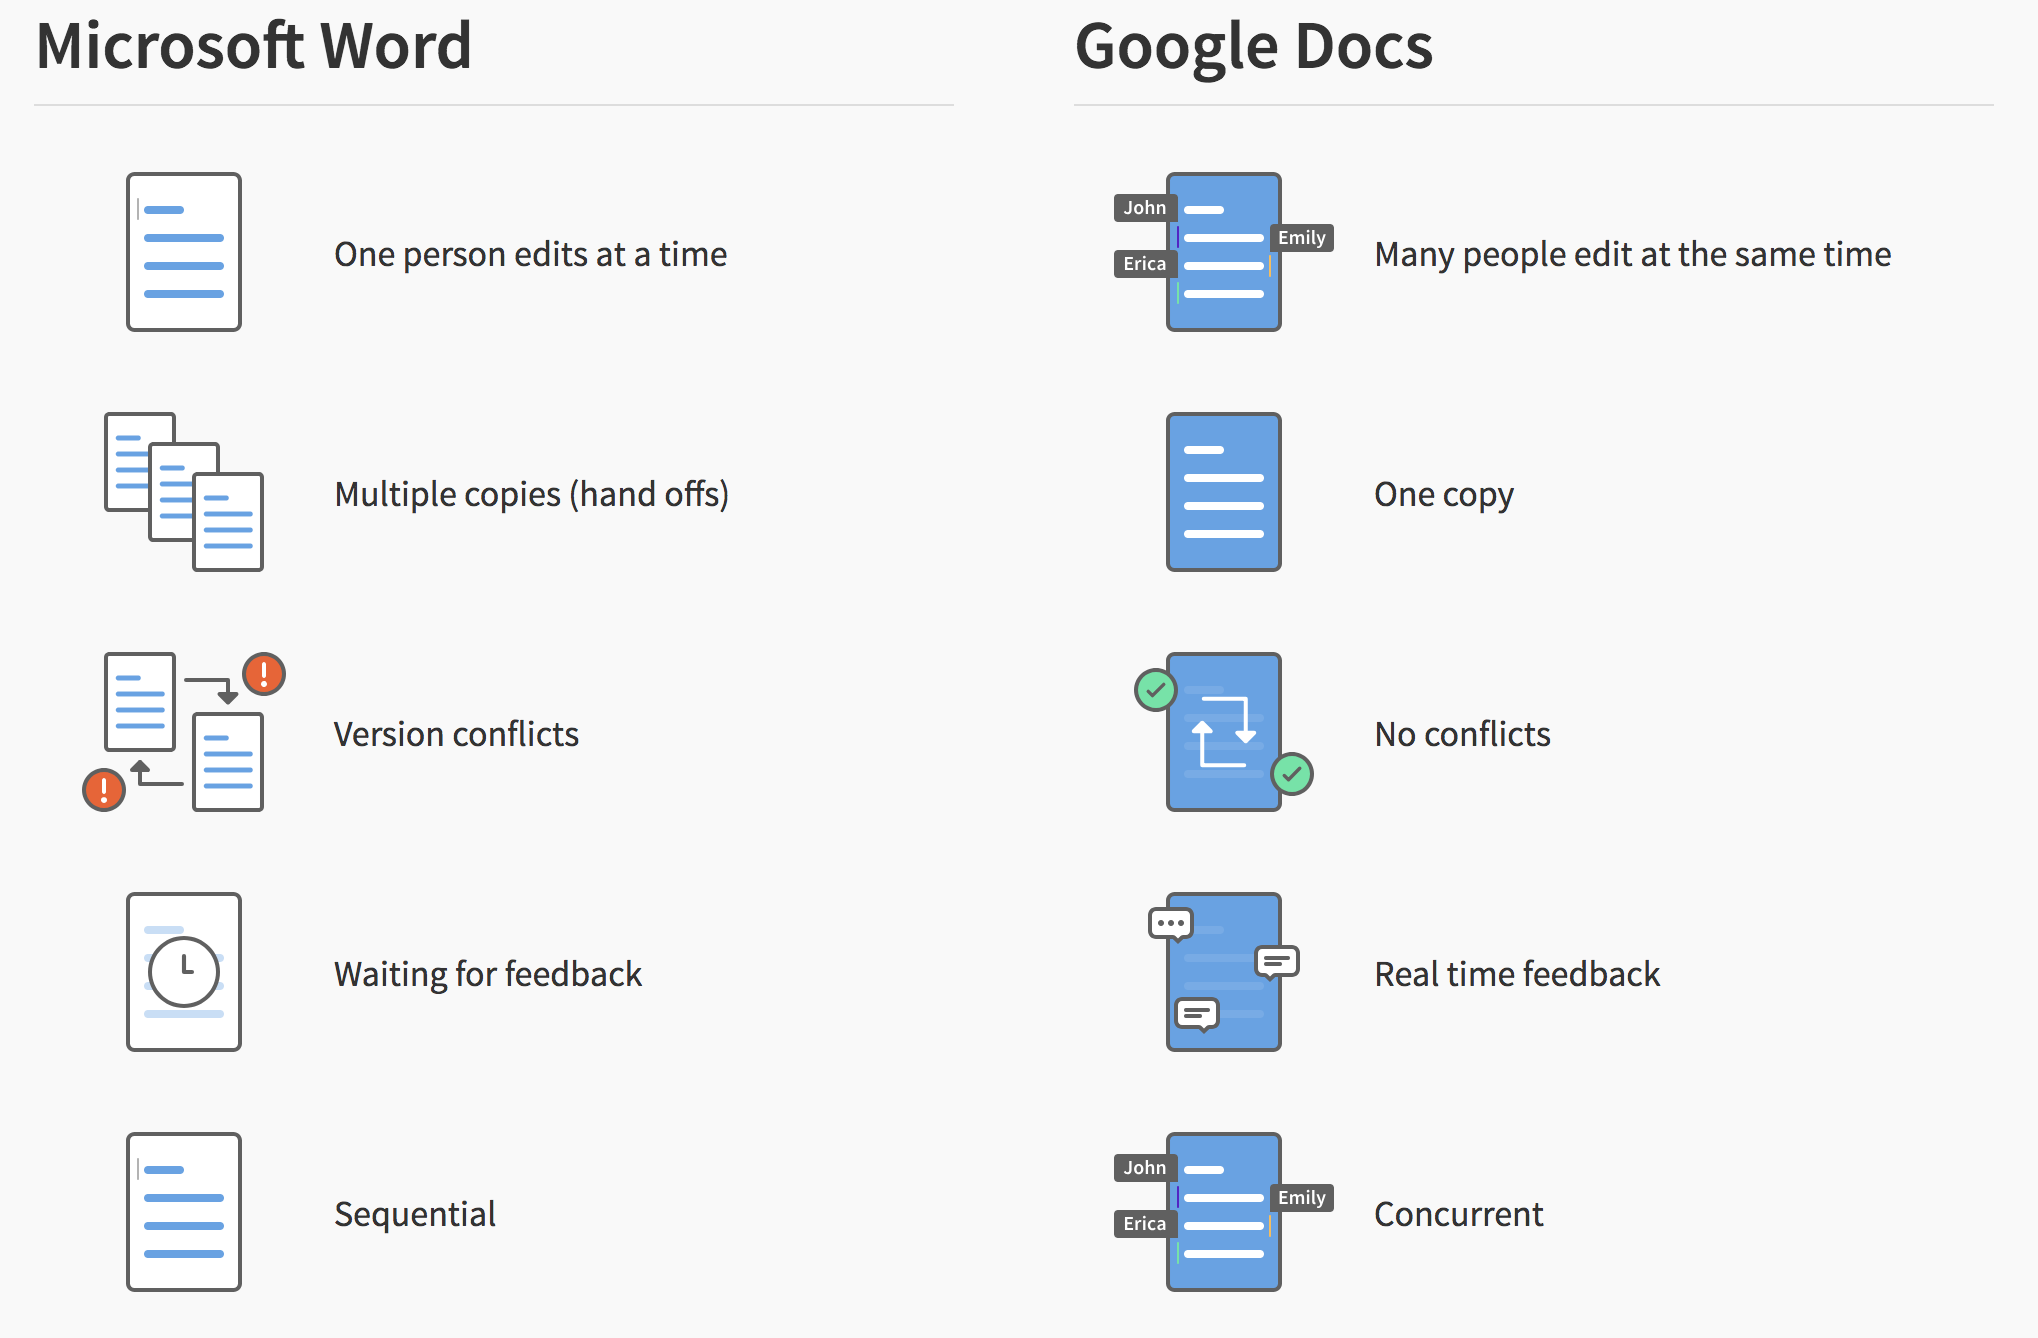 Microsoft Word
Google Docs
One person edits at a time
John
Emily
Erica
Many people edit at the same time
Multiple copies (hand offs)
One copy
Version conflicts
No conflicts
Waiting for feedback
Real time feedback
Sequential
John
Emily
Erica
Concurrent